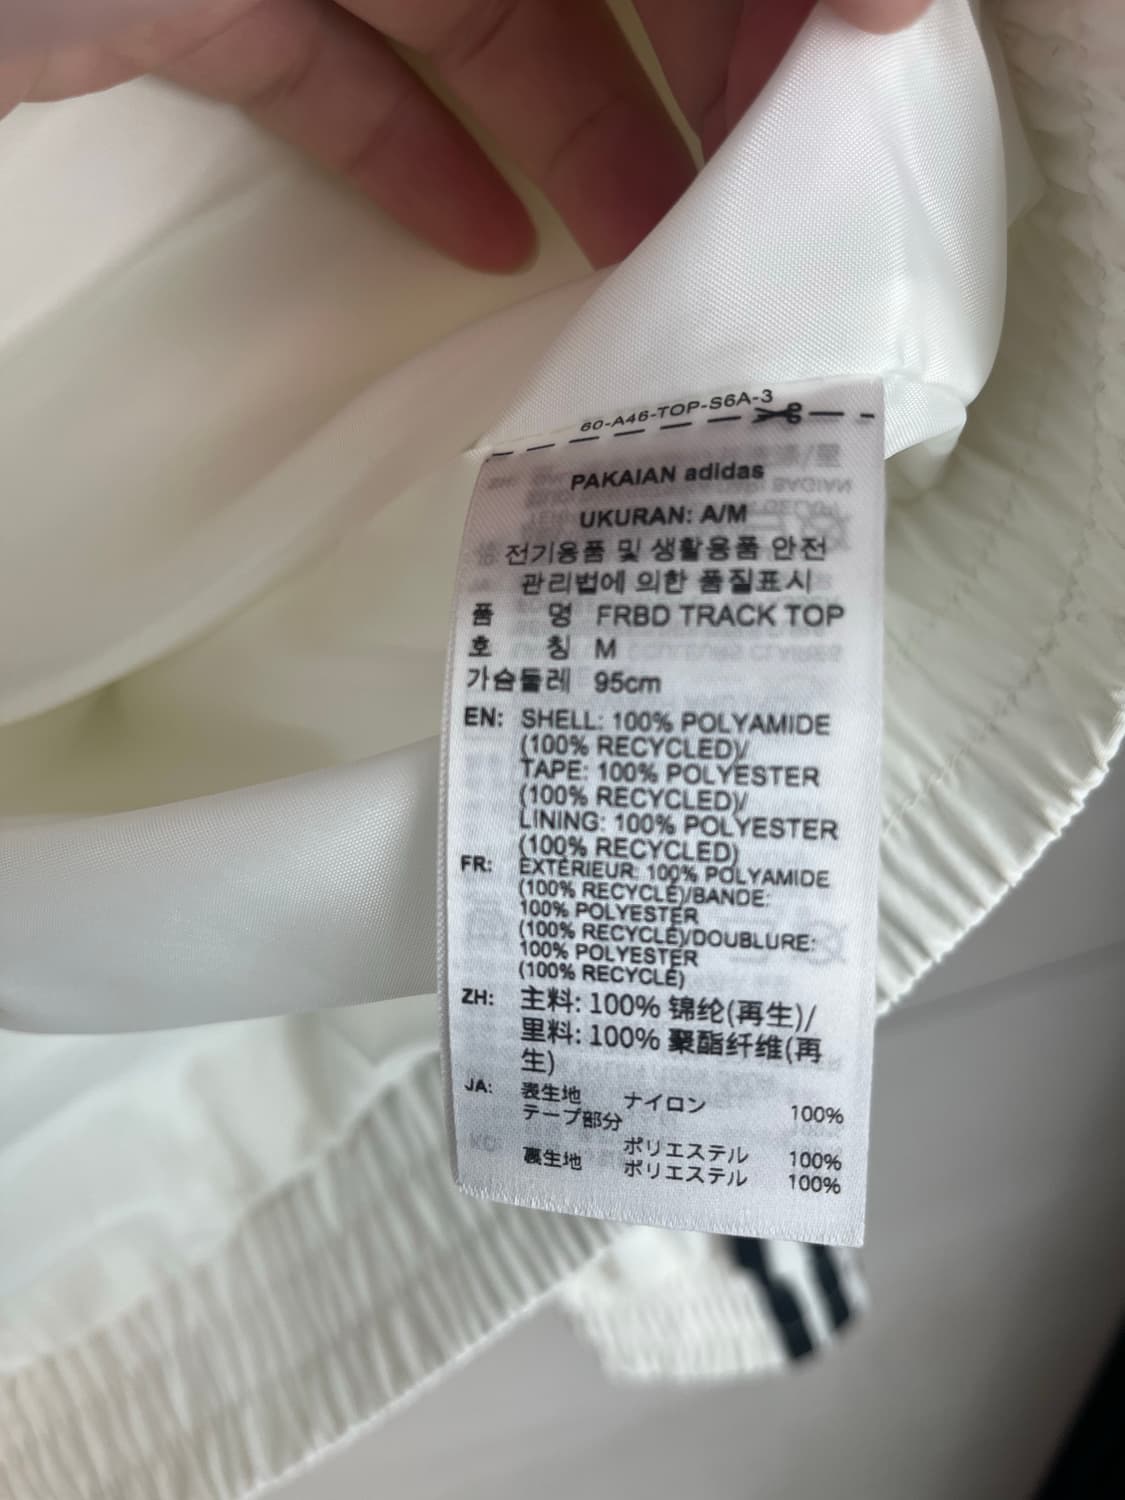 60-A46-TOP-S6A-3
PAKAIAN adidas
UKURAN: A/M
전기용품 및 생활용품 안전
관리법에 의한 품질표시
품 명 FRBD TRACK TOP
호 칭 M
가슴둘레 95cm
EN: SHELL: 100% POLYAMIDE
(100% RECYCLED)/
TAPE: 100% POLYESTER
(100% RECYCLED)/
LINING: 100% POLYESTER
(100% RECYCLED)
FR: EXTÉRIEUR: 100% POLYAMIDE
(100% RECYCLÉ)/BANDE:
100% POLYESTER
(100% RECYCLÉ)/DOUBLURE:
100% POLYESTER
(100% RECYCLÉ)
ZH: 主料: 100% 锦纶(再生)/
里料: 100% 聚酯纤维(再
生)
JA: 表生地 ナイロン 100%
テープ部分
ポリエステル 100%
裏生地 ポリエステル 100%